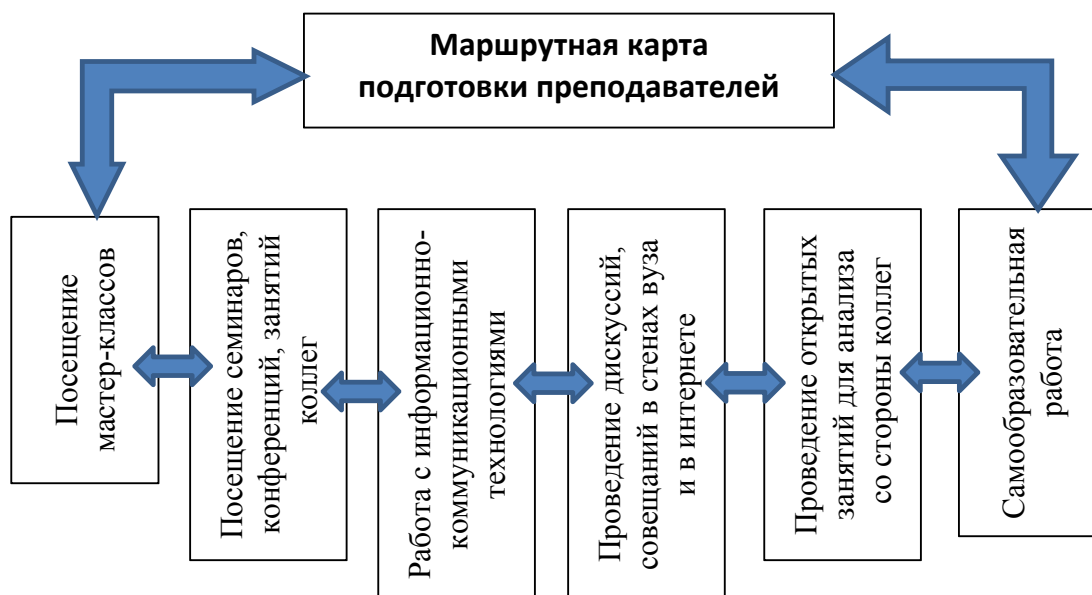 Маршрутная карта
подготовки преподавателей
Посещение
мастер-классов
Посещение семинаров,
конференций, занятий
коллег
Работа с информационно-
коммуникационными
технологиями
Проведение дискуссий,
совещаний в стенах вуза
и в интернете
Проведение открытых
занятий для анализа
со стороны коллег
Самообразовательная
работа